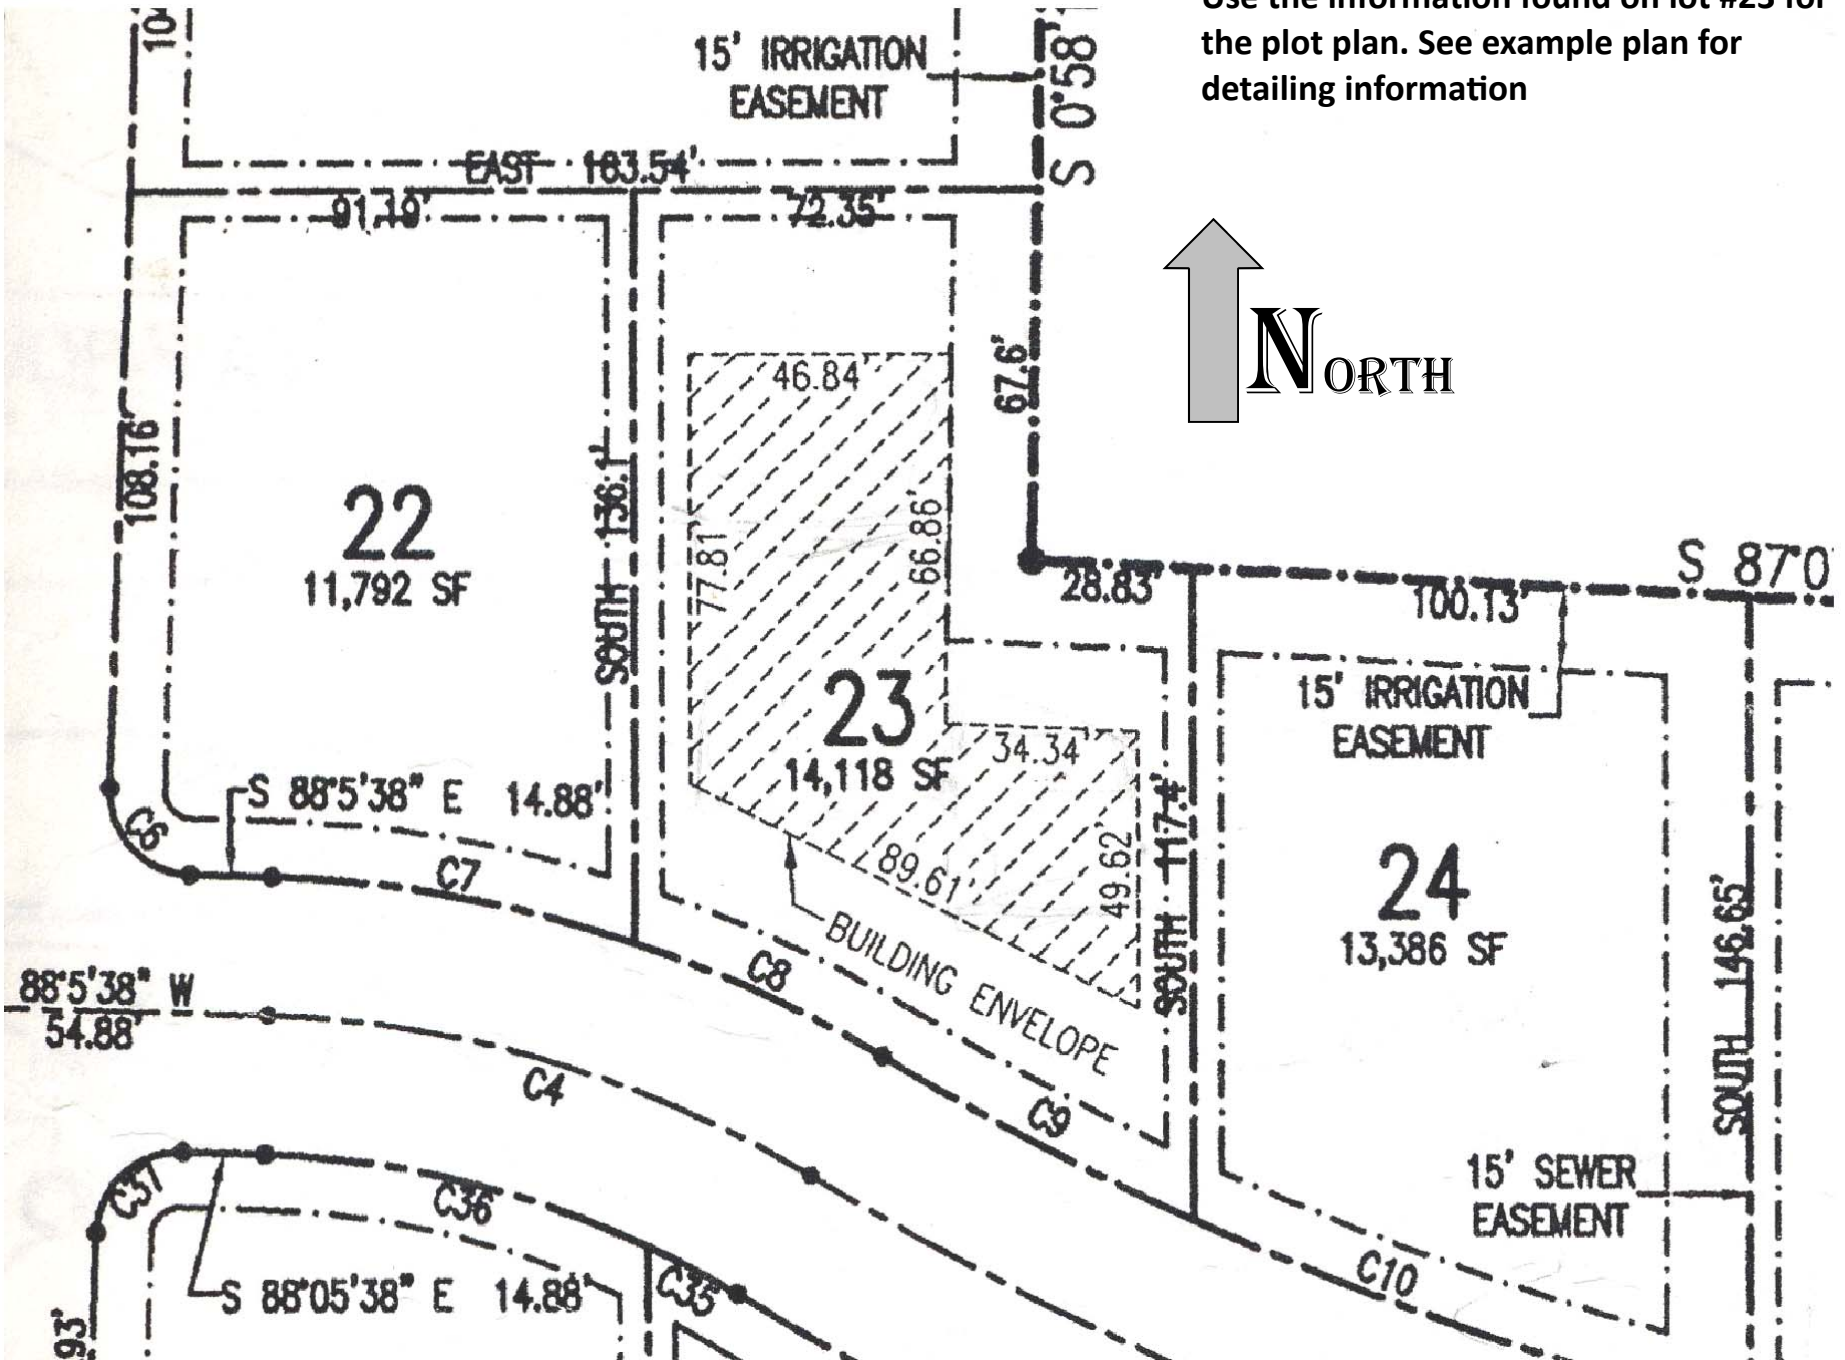 Use the information found on lot #23 for
the plot plan. See example plan for
detailing information
15' IRRIGATION
EASEMENT
S 0°58'
EAST 163.54'
91.19'
72.35'
NORTH
67.6'
108.16'
SOUTH 136.1'
46.84'
77.81
66.86'
22
11,792 SF
28.83'
100.13'
S 87°0
15' IRRIGATION
EASEMENT
23
14,118 SF
34.34'
S 88°5'38" E 14.88'
C6
C7
89.61'
49.62'
SOUTH 117.4'
24
13,386 SF
SOUTH 146.65'
BUILDING ENVELOPE
C8
C9
88°5'38" W
54.88'
C4
15' SEWER
EASEMENT
C37
C36
C10
S 88°05'38" E 14.88'
C35
93'